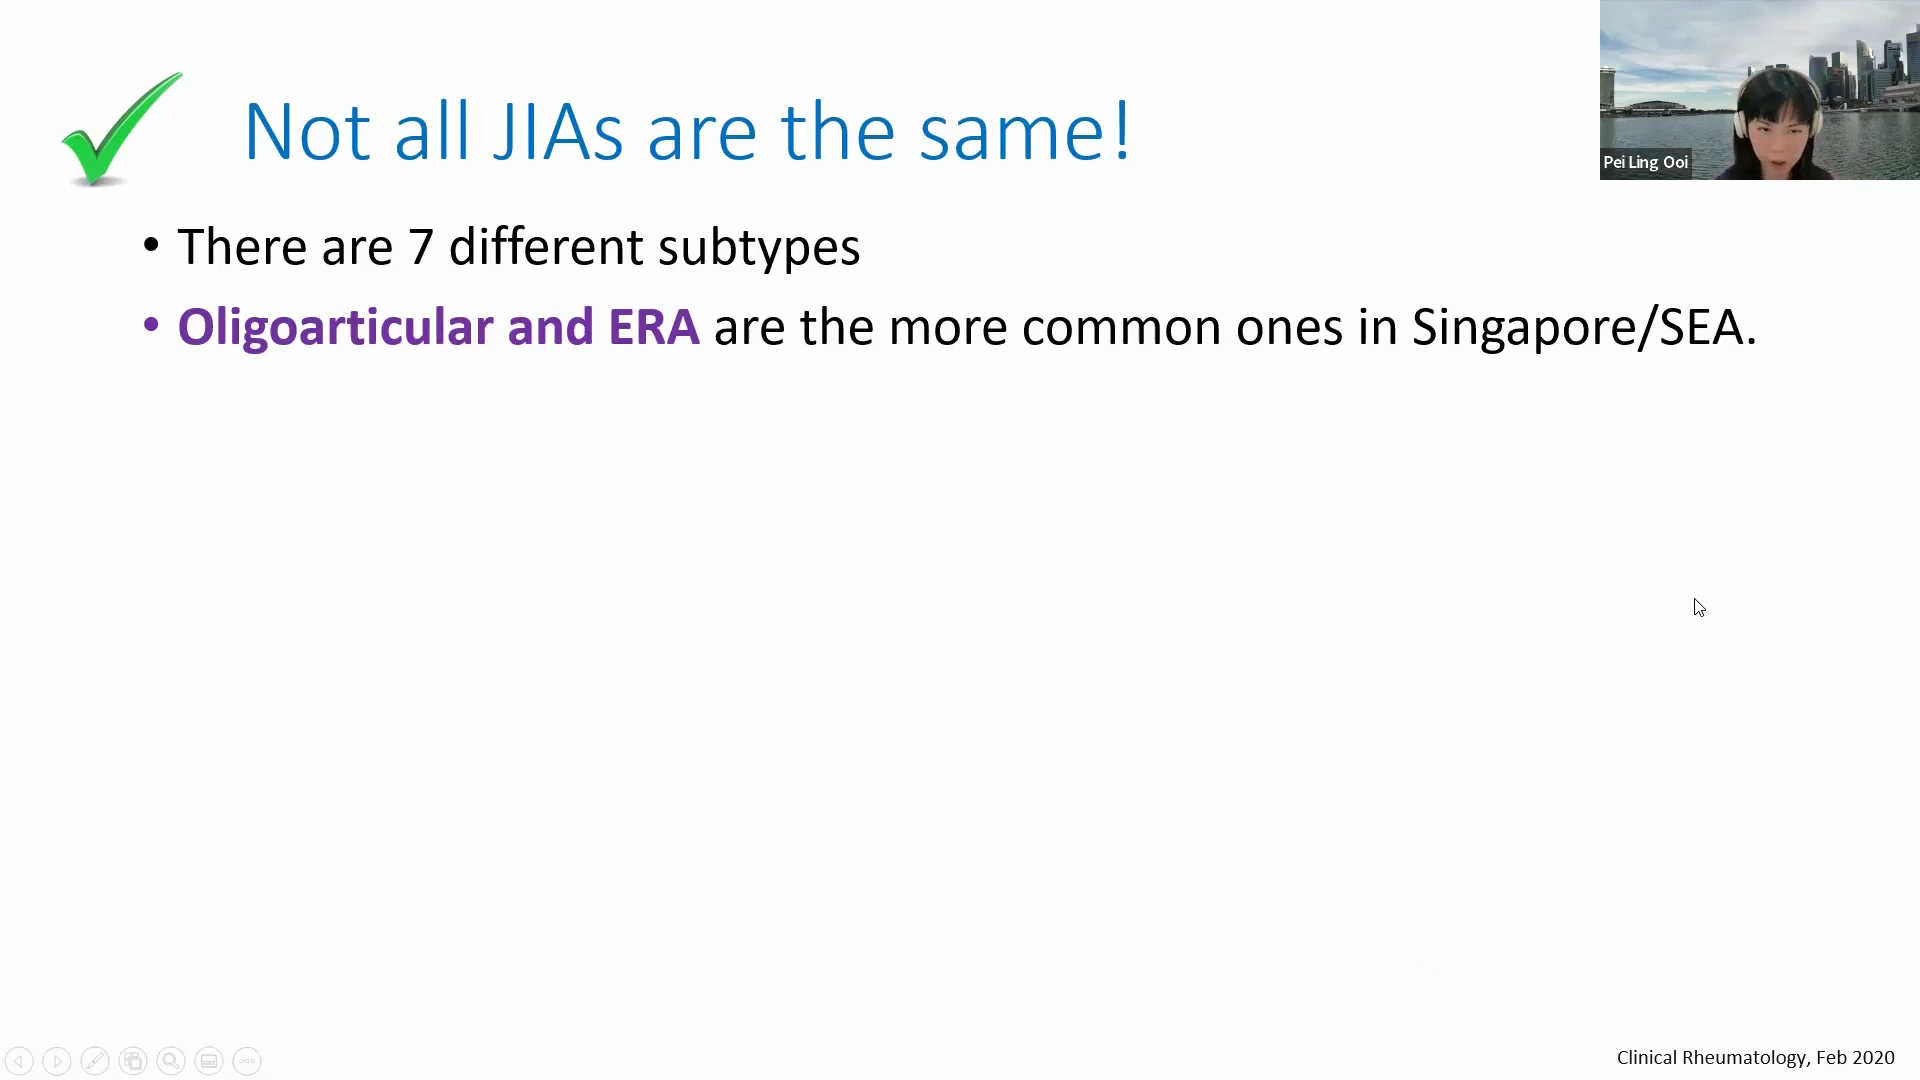 Not all JIAs are the same!
Pei Ling Ooi
• There are 7 different subtypes
• Oligoarticular and ERA are the more common ones in Singapore/SEA.
Clinical Rheumatology, Feb 2020